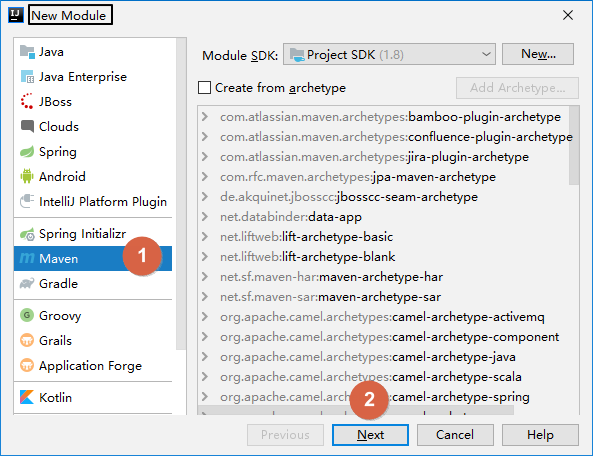 New Module
Java
Java Enterprise
JBoss
Clouds
Spring
Android
IntelliJ Platform Plugin
Spring Initializr
Maven
1
Gradle
Groovy
Grails
Application Forge
Kotlin
Module SDK: Project SDK (1.8) New...
Create from archetype Add Archetype...
com.atlassian.maven.archetypes:bamboo-plugin-archetype
com.atlassian.maven.archetypes:confluence-plugin-archetype
com.atlassian.maven.archetypes:jira-plugin-archetype
com.rfc.maven.archetypes:jpa-maven-archetype
de.akquinet.jbosscc:jbosscc-seam-archetype
net.databinder:data-app
net.liftweb:lift-archetype-basic
net.liftweb:lift-archetype-blank
net.sf.maven-har:maven-archetype-har
net.sf.maven-sar:maven-archetype-sar
org.apache.camel.archetypes:camel-archetype-activemq
org.apache.camel.archetypes:camel-archetype-component
org.apache.camel.archetypes:camel-archetype-java
org.apache.camel.archetypes:camel-archetype-scala
org.apache.camel.archetypes:camel-archetype-spring
2
Previous Next Cancel Help